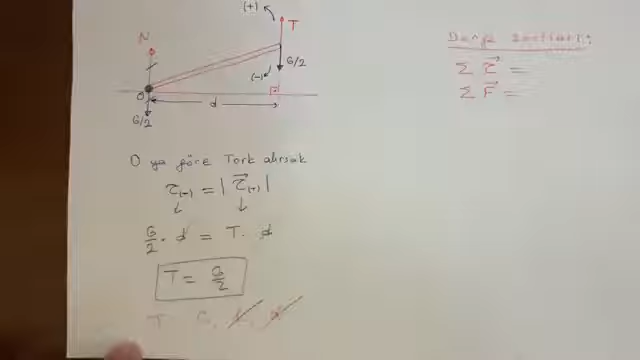 (+)
T
N
G/2
(-)
O
d
G/2
Denge Şartları:
Σ τ⃗ =
Σ F⃗ =
O ya göre Tork alırsak
τ(-) = |τ⃗(+)|
G/2 · d = T · d
T = G/2
T G